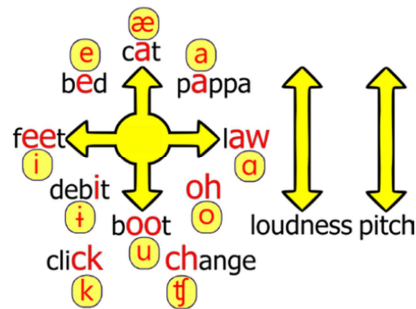 æ
cat
e
bed
a
pappa
feet
i
law
ɑ
debit
ɨ
oh
o
boot
u
loudness
pitch
click
k
change
ʧ